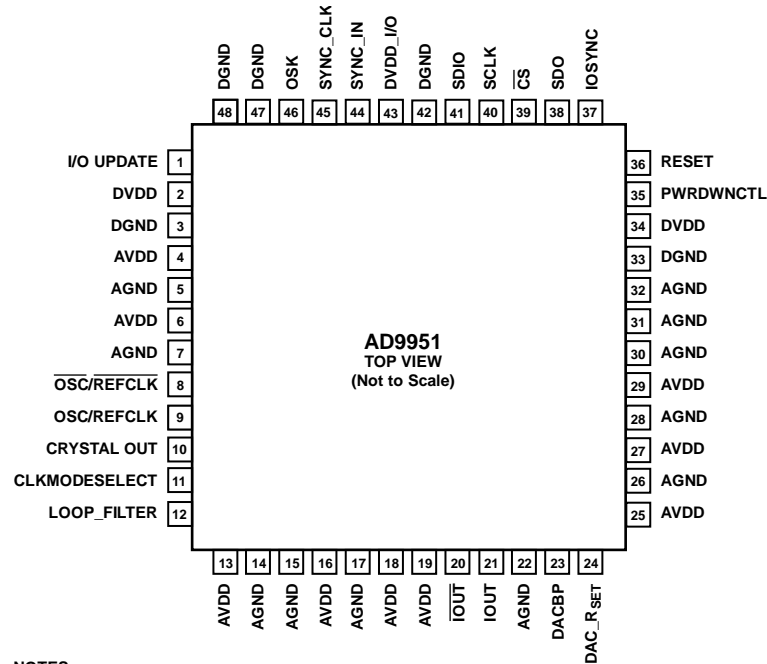 DGND
DGND
OSK
SYNC_CLK
SYNC_IN
DVDD_I/O
DGND
SDIO
SCLK
CS
SDO
IOSYNC
48 47 46 45 44 43 42 41 40 39 38 37
I/O UPDATE 1
DVDD 2
DGND 3
AVDD 4
AGND 5
AVDD 6
AGND 7
OSC/REFCLK 8
OSC/REFCLK 9
CRYSTAL OUT 10
CLKMODESELECT 11
LOOP_FILTER 12
AD9951
TOP VIEW
(Not to Scale)
36 RESET
35 PWRDWNCTL
34 DVDD
33 DGND
32 AGND
31 AGND
30 AGND
29 AVDD
28 AGND
27 AVDD
26 AGND
25 AVDD
13 14 15 16 17 18 19 20 21 22 23 24
AVDD
AGND
AGND
AVDD
AGND
AVDD
AVDD
IOUT
IOUT
AGND
DACBP
DAC_RSET